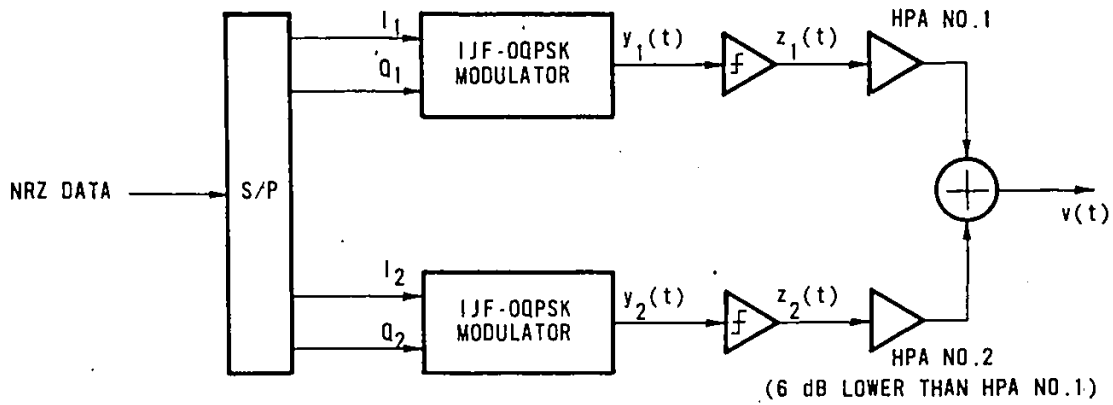 HPA NO.1
I1
Q1
IJF-OQPSK
MODULATOR
y1(t)
z1(t)
NRZ DATA
S/P
v(t)
I2
Q2
IJF-OQPSK
MODULATOR
y2(t)
z2(t)
HPA NO.2
(6 dB LOWER THAN HPA NO.1)